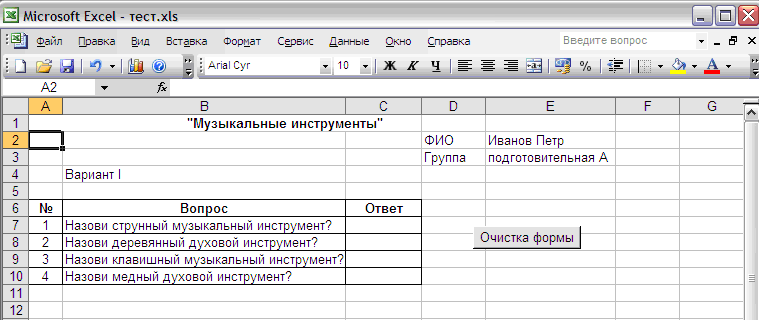 Microsoft Excel - тест.xls
Файл Правка Вид Вставка Формат Сервис Данные Окно Справка Введите вопрос
Arial Cyr 10 Ж К Ч
A2 fx
A B C D E F G
1 "Музыкальные инструменты"
2 ФИО Иванов Петр
3 Группа подготовительная А
4 Вариант I
5
6 № Вопрос Ответ
7 1 Назови струнный музыкальный инструмент?
8 2 Назови деревянный духовой инструмент? Очистка формы
9 3 Назови клавишный музыкальный инструмент?
10 4 Назови медный духовой инструмент?
11
12